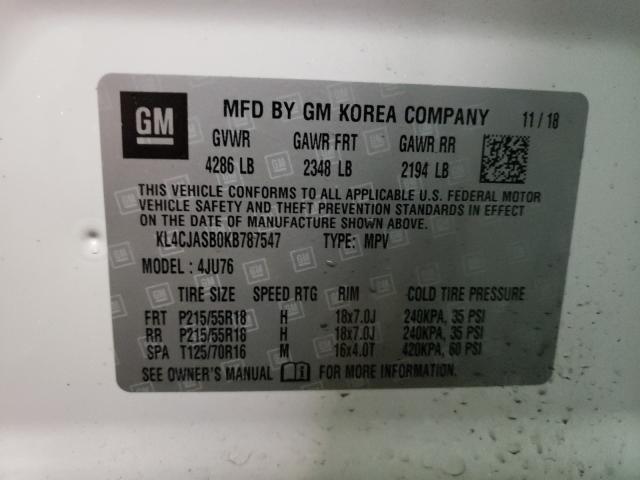 GM MFD BY GM KOREA COMPANY 11/18
GVWR GAWR FRT GAWR RR
4286 LB 2348 LB 2194 LB
THIS VEHICLE CONFORMS TO ALL APPLICABLE U.S. FEDERAL MOTOR
VEHICLE SAFETY AND THEFT PREVENTION STANDARDS IN EFFECT
ON THE DATE OF MANUFACTURE SHOWN ABOVE.
KL4CJASB0KB787547 TYPE: MPV
MODEL : 4JU76
TIRE SIZE SPEED RTG RIM COLD TIRE PRESSURE
FRT P215/55R18 H 18x7.0J 240KPA, 35 PSI
RR P215/55R18 H 18x7.0J 240KPA, 35 PSI
SPA T125/70R16 M 16x4.0T 420KPA, 60 PSI
SEE OWNER'S MANUAL FOR MORE INFORMATION